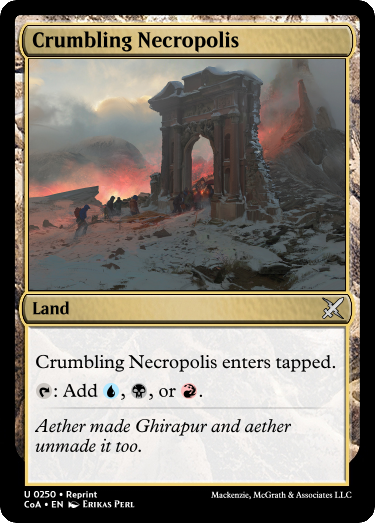 Crumbling Necropolis
Land
Crumbling Necropolis enters tapped.
: Add , , or .
Aether made Ghirapur and aether
unmade it too.
U 0250 • Reprint
CoA • EN Erikas Perl
Mackenzie, McGrath & Associates LLC